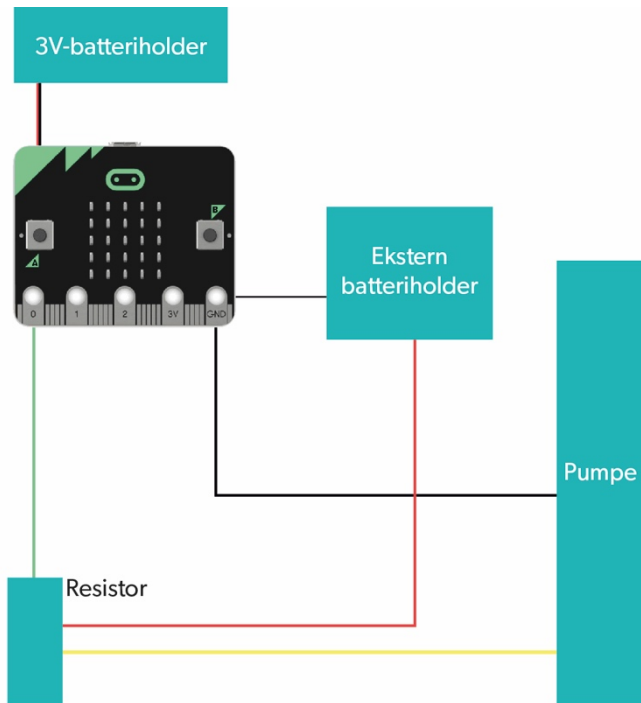 3V-batteriholder
B
A
0 1 2 3V GND
Ekstern
batteriholder
Pumpe
Resistor